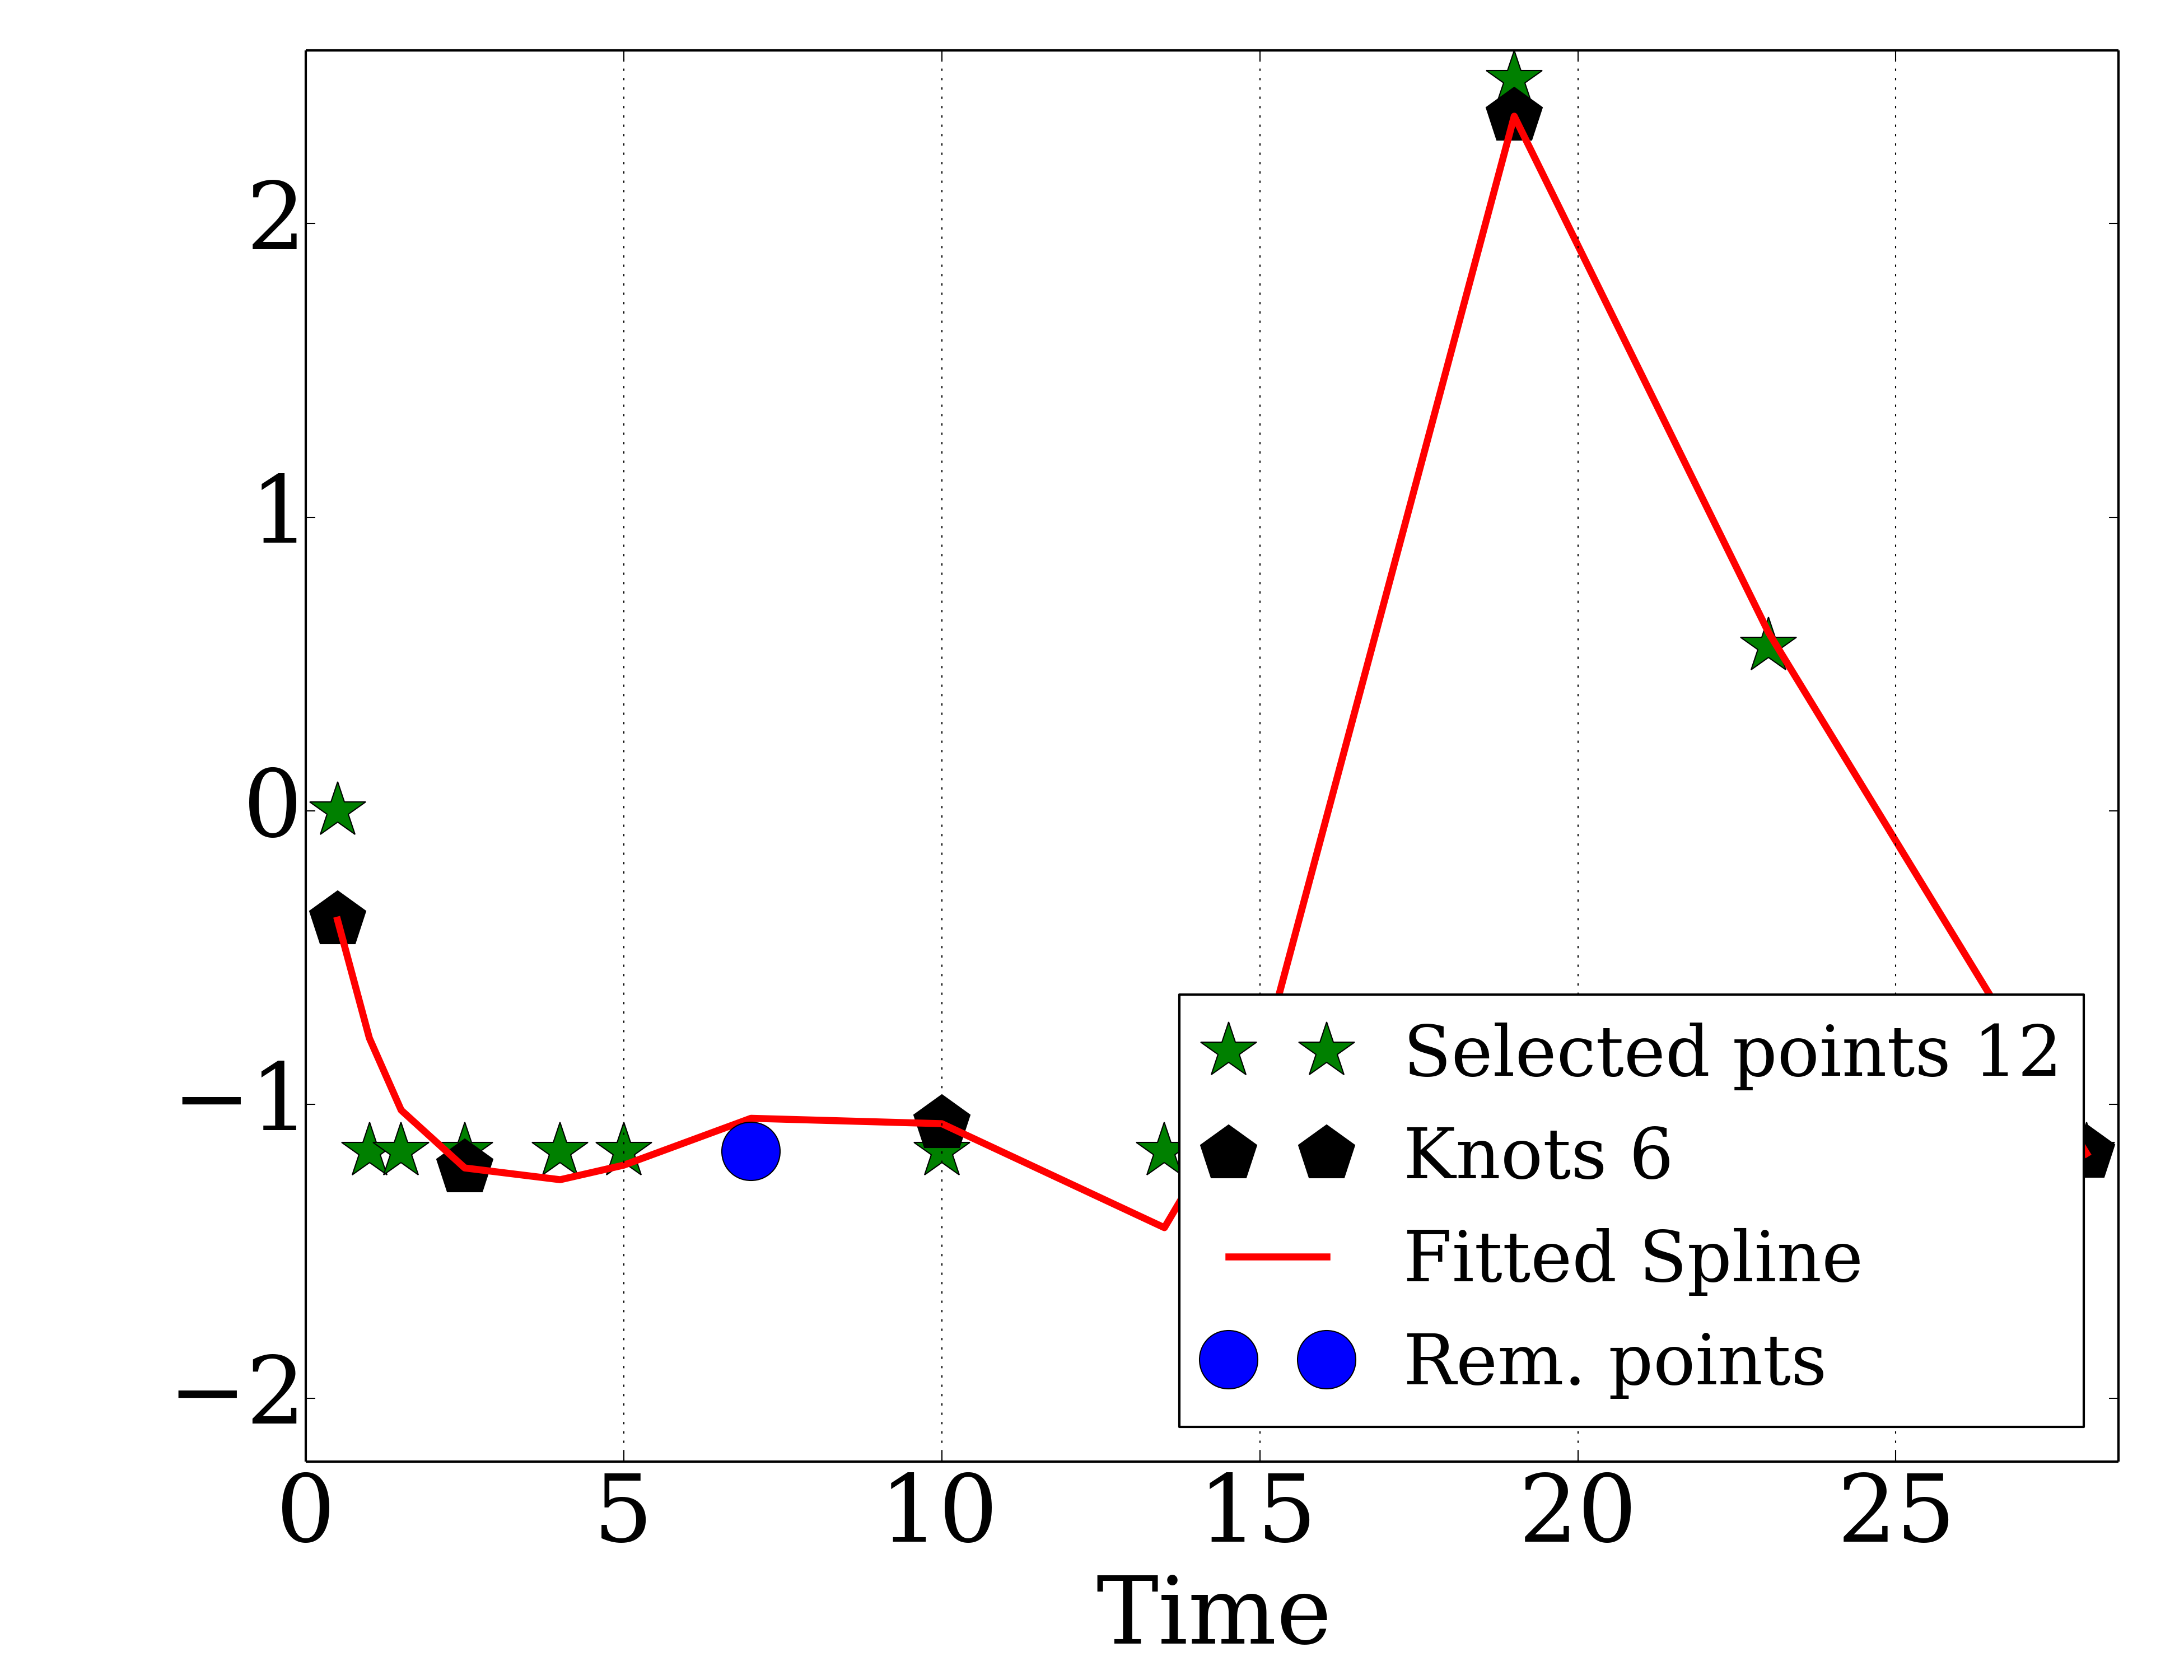 2
1
0
−1
−2
0 5 10 15 20 25
Time
Selected points 12
Knots 6
Fitted Spline
Rem. points